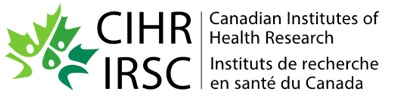 CIHR
IRSC
Canadian Institutes of
Health Research
Instituts de recherche
en santé du Canada